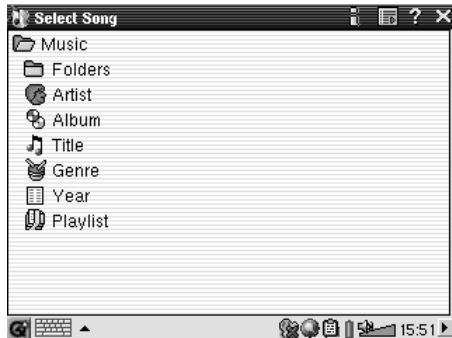 Select Song
?
Music
Folders
Artist
Album
Title
Genre
Year
Playlist
15:51